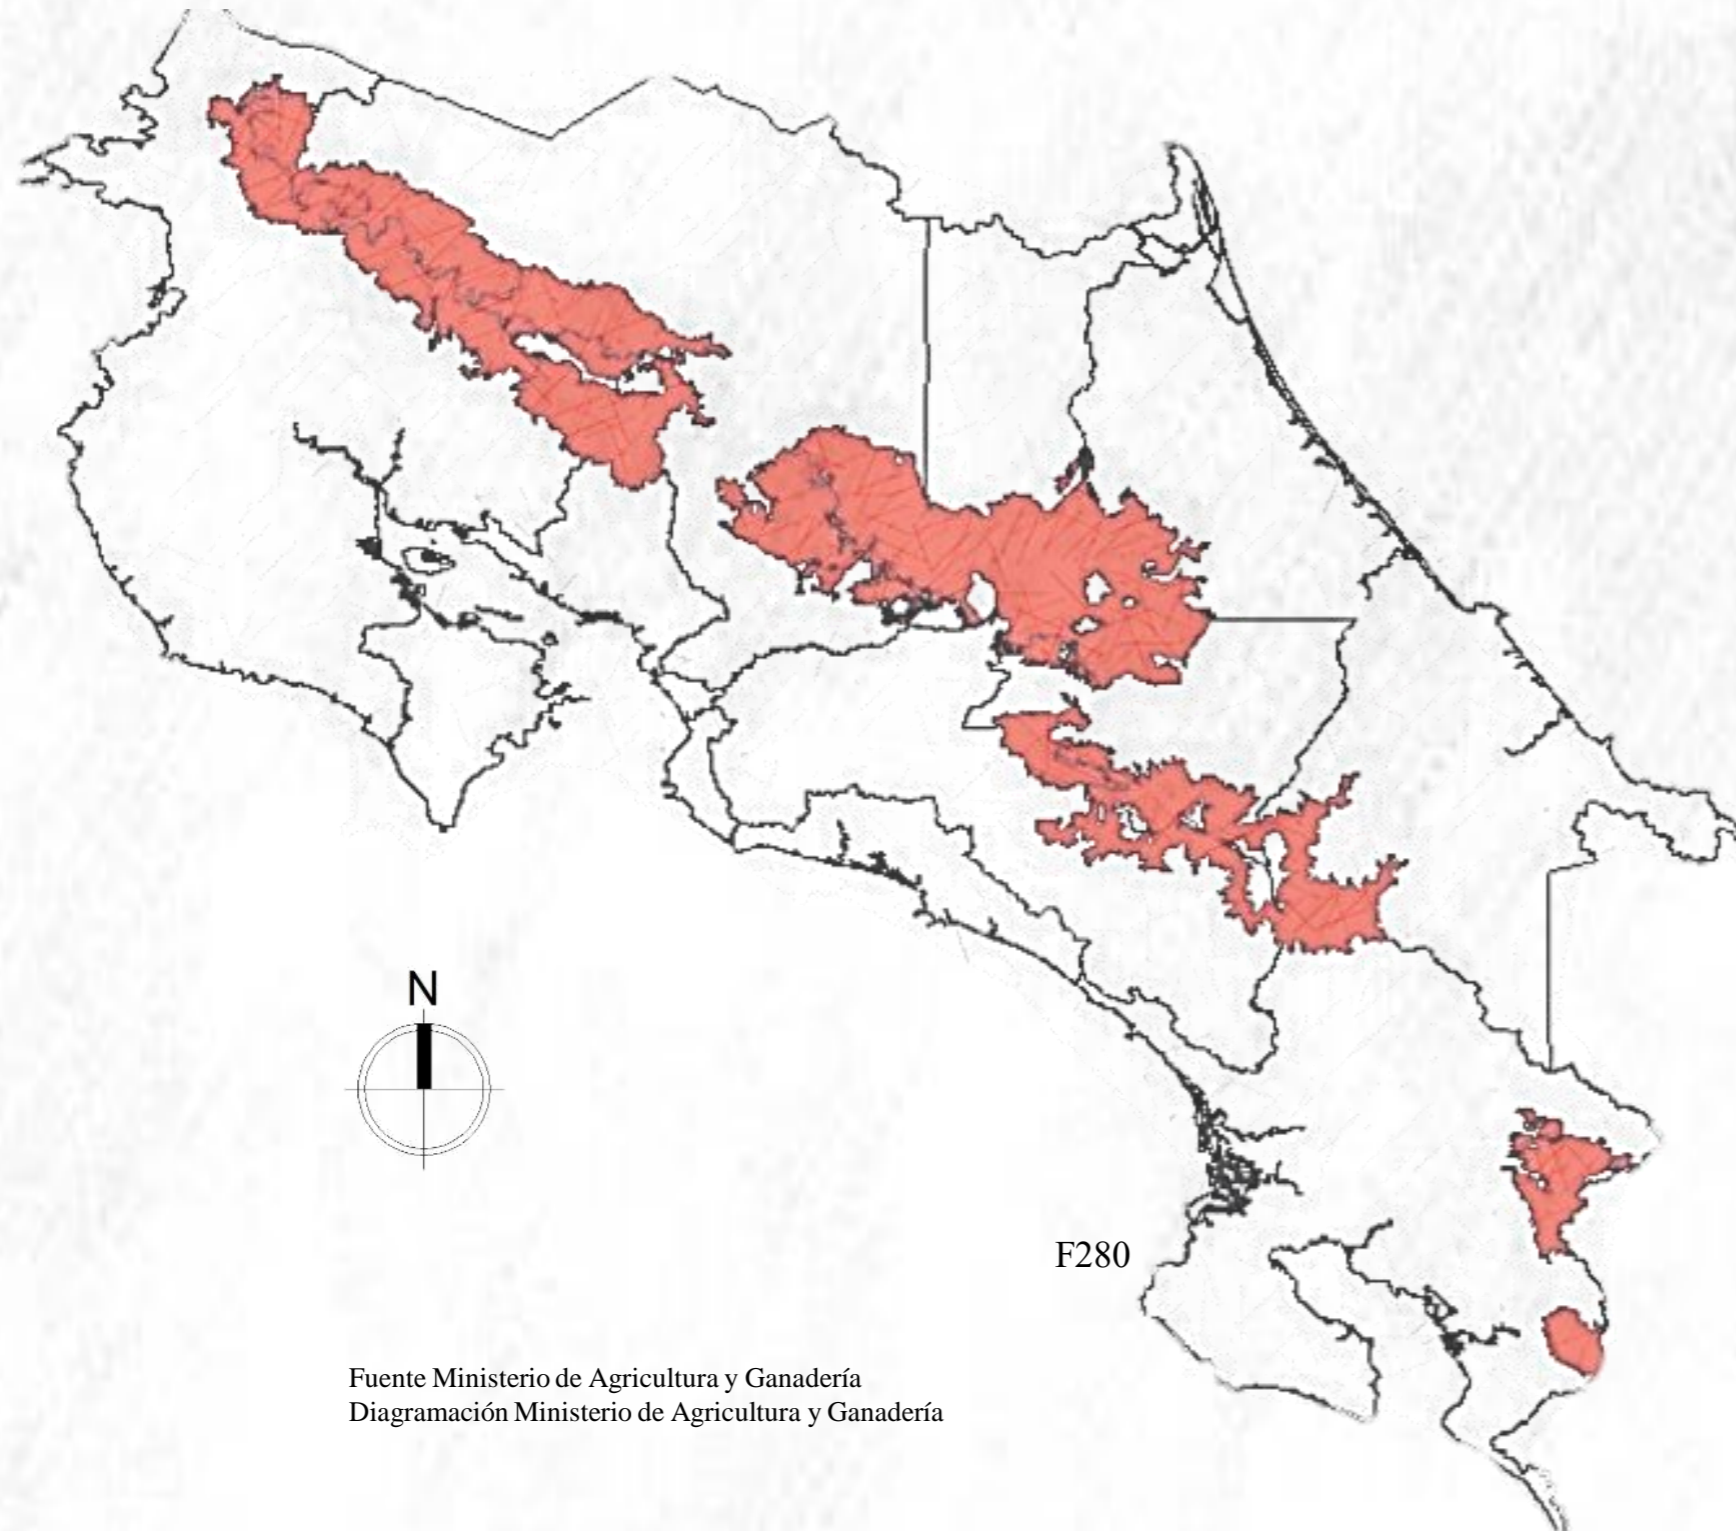 N
F280
Fuente Ministerio de Agricultura y Ganadería
Diagramación Ministerio de Agricultura y Ganadería